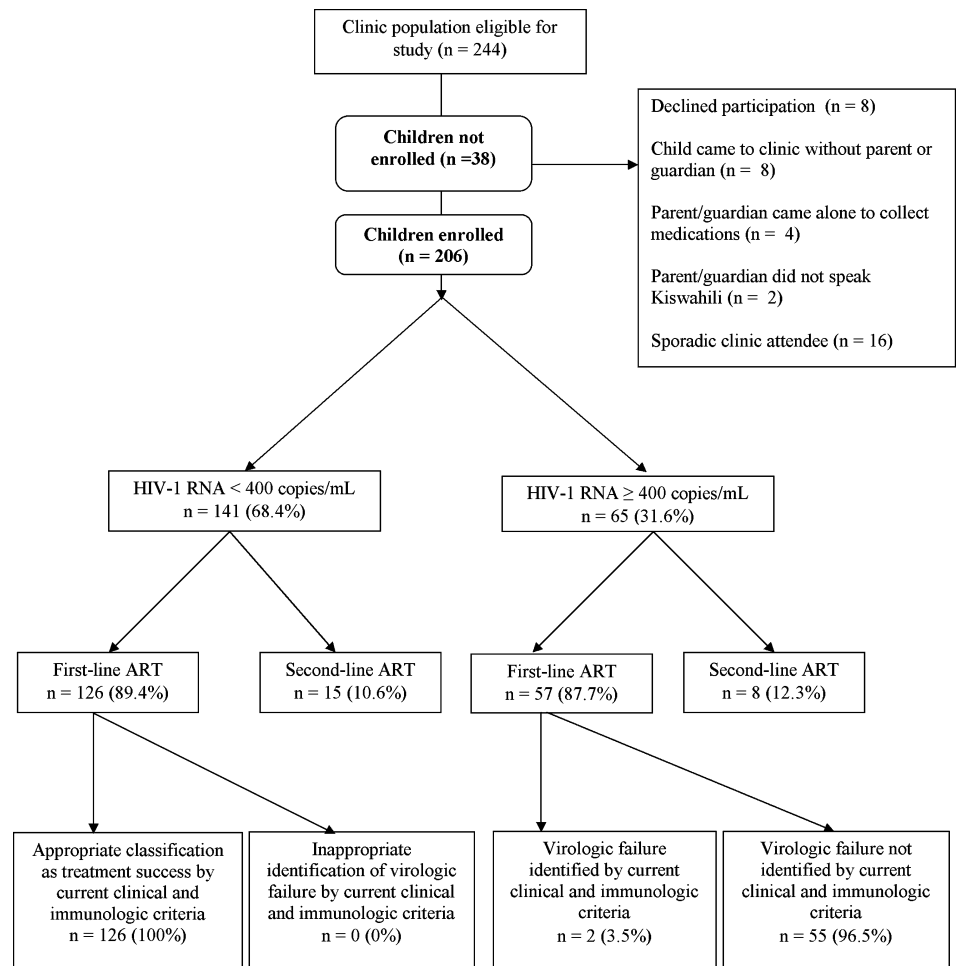 Clinic population eligible for
study (n = 244)
Children not
enrolled (n =38)
Declined participation (n = 8)
Child came to clinic without parent or
guardian (n = 8)
Parent/guardian came alone to collect
medications (n = 4)
Parent/guardian did not speak
Kiswahili (n = 2)
Sporadic clinic attendee (n = 16)
Children enrolled
(n = 206)
HIV-1 RNA < 400 copies/mL
n = 141 (68.4%)
HIV-1 RNA ≥ 400 copies/mL
n = 65 (31.6%)
First-line ART
n = 126 (89.4%)
Second-line ART
n = 15 (10.6%)
First-line ART
n = 57 (87.7%)
Second-line ART
n = 8 (12.3%)
Appropriate classification
as treatment success by
current clinical and
immunologic criteria
n = 126 (100%)
Inappropriate
identification of virologic
failure by current clinical
and immunologic criteria
n = 0 (0%)
Virologic failure
identified by current
clinical and immunologic
criteria
n = 2 (3.5%)
Virologic failure not
identified by current
clinical and immunologic
criteria
n = 55 (96.5%)